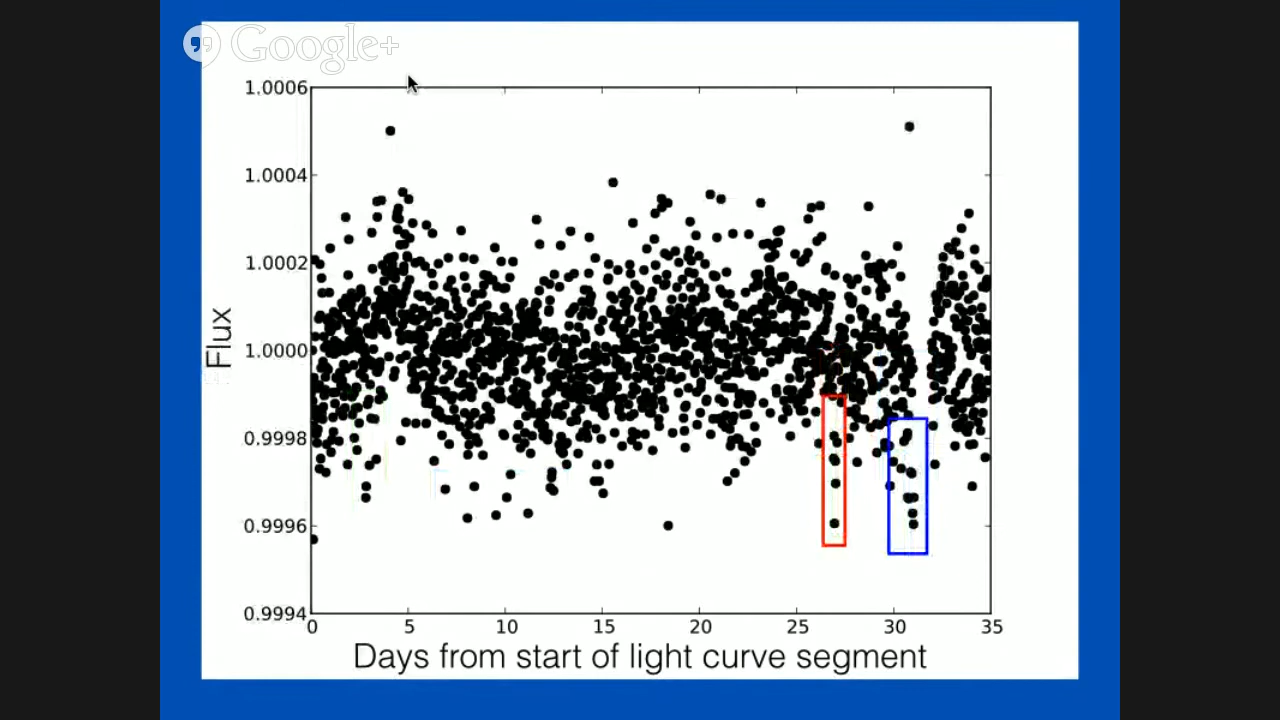 Google+
1.0006
1.0004
1.0002
1.0000
0.9998
0.9996
0.9994
Flux
0 5 10 15 20 25 30 35
Days from start of light curve segment